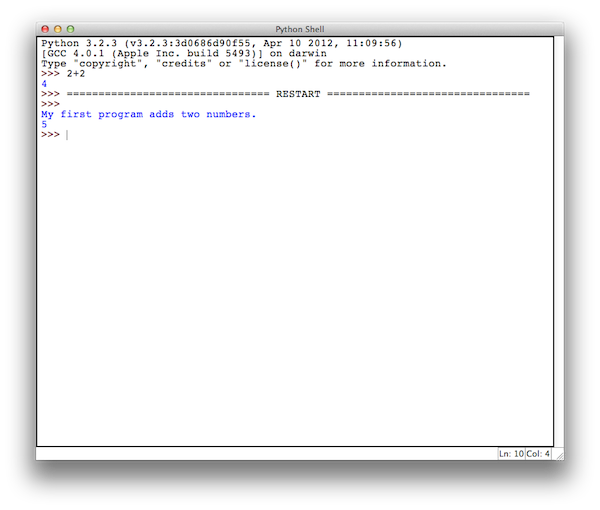 Python Shell
Python 3.2.3 (v3.2.3:3d0686d90f55, Apr 10 2012, 11:09:56)
[GCC 4.0.1 (Apple Inc. build 5493)] on darwin
Type "copyright", "credits" or "license()" for more information.
>>> 2+2
4
>>> ================================ RESTART ================================
>>>
My first program adds two numbers.
5
>>>
Ln: 10 Col: 4